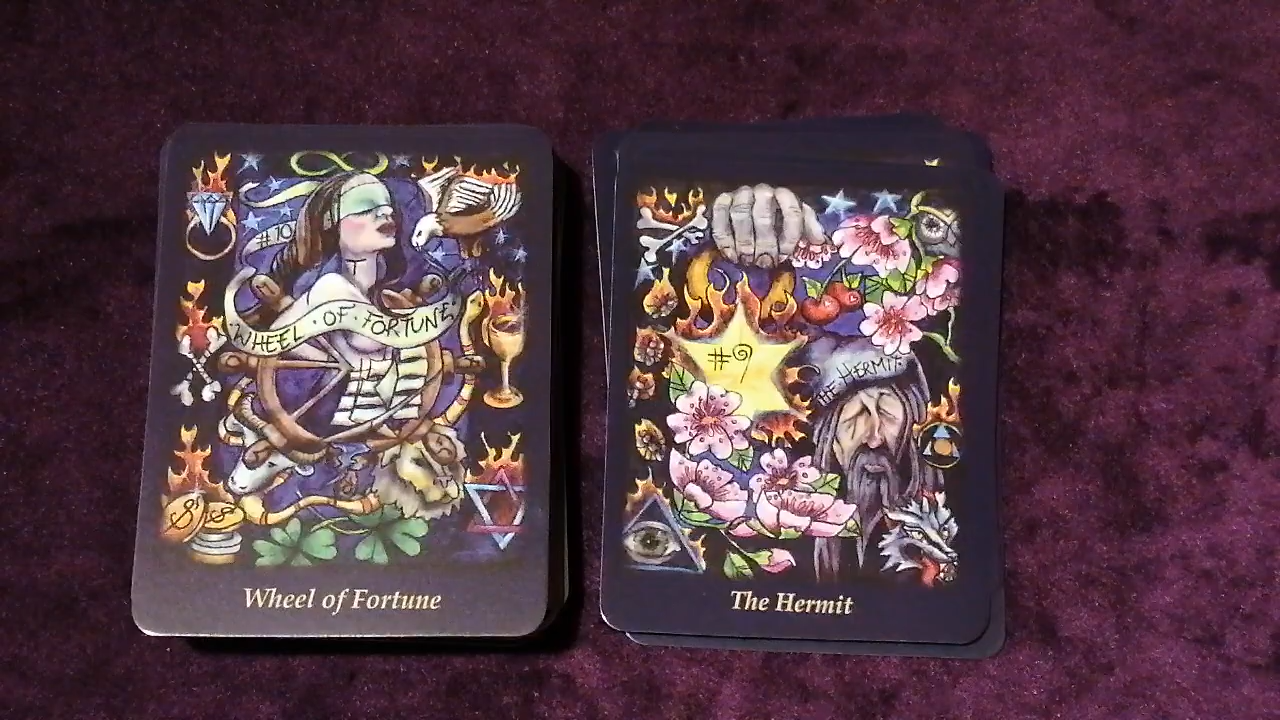 #10
WHEEL · OF · FORTUNE
$ $
Wheel of Fortune
#9
THE HERMIT
The Hermit